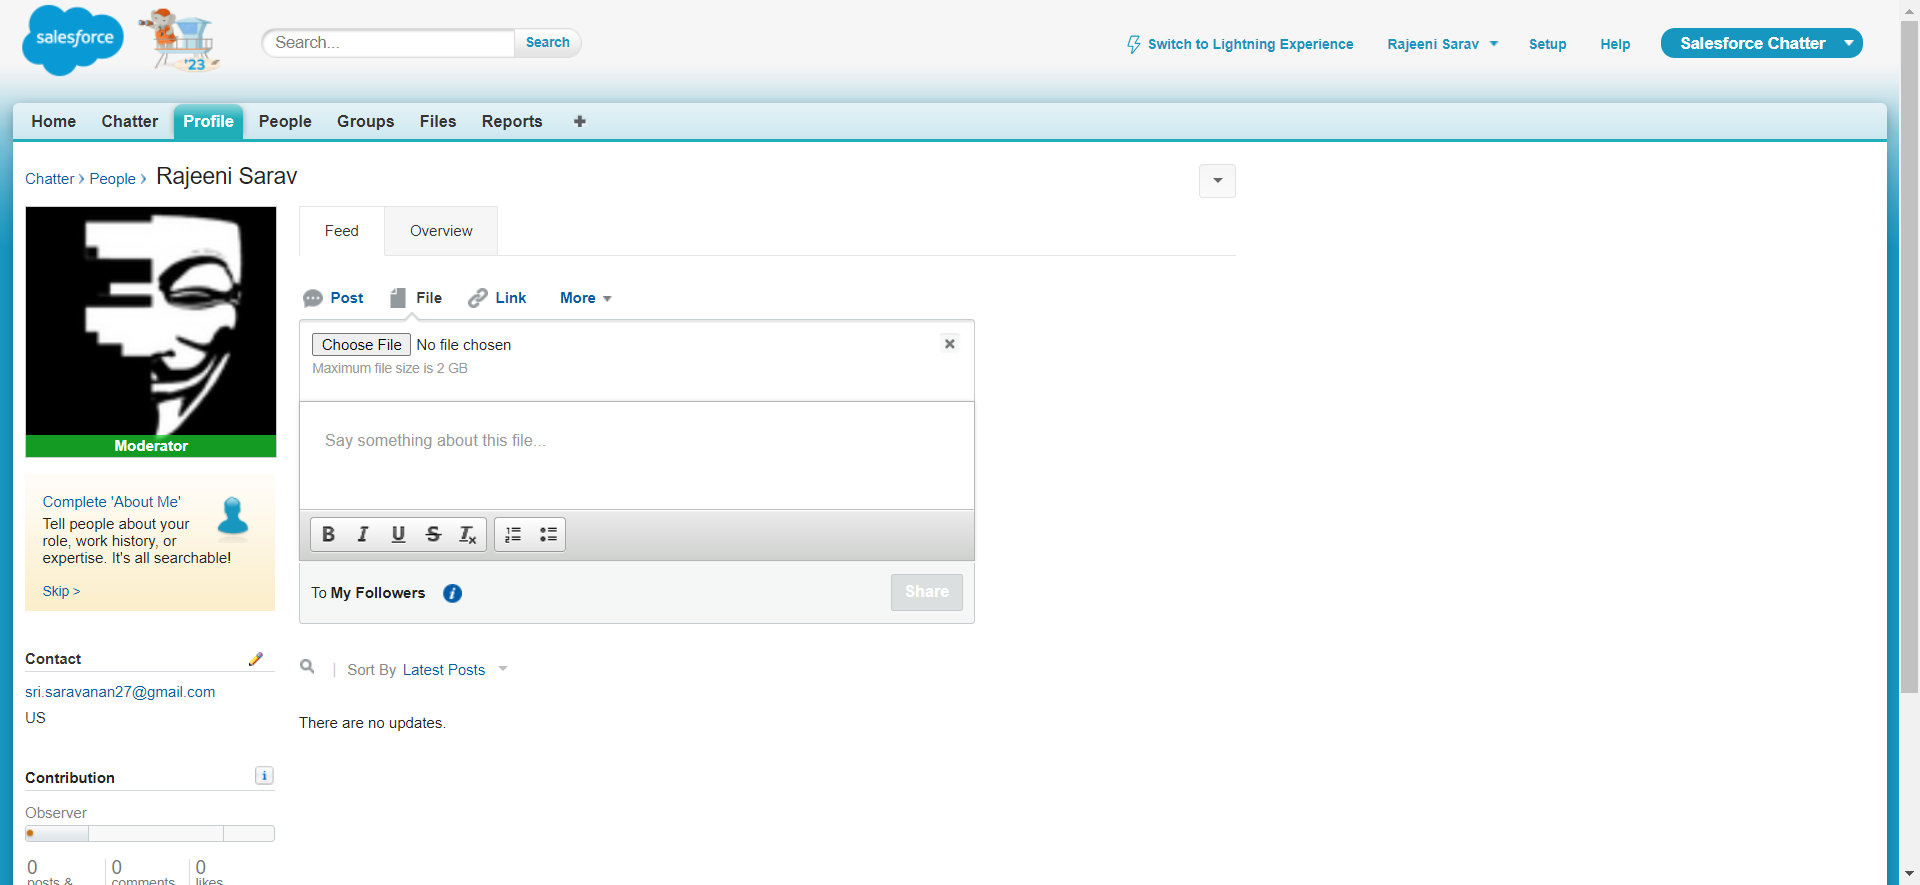 salesforce
'23
Search...
Search
Switch to Lightning Experience
Rajeeni Sarav
Setup
Help
Salesforce Chatter
Home
Chatter
Profile
People
Groups
Files
Reports
+
Chatter › People › Rajeeni Sarav
Feed
Overview
Post
File
Link
More
Choose File No file chosen
Maximum file size is 2 GB
Say something about this file...
B I U S Tx
To My Followers
Share
Sort By Latest Posts
There are no updates.
Moderator
Complete 'About Me'
Tell people about your
role, work history, or
expertise. It's all searchable!
Skip >
Contact
sri.saravanan27@gmail.com
US
Contribution
Observer
0
posts &
0
comments
0
likes